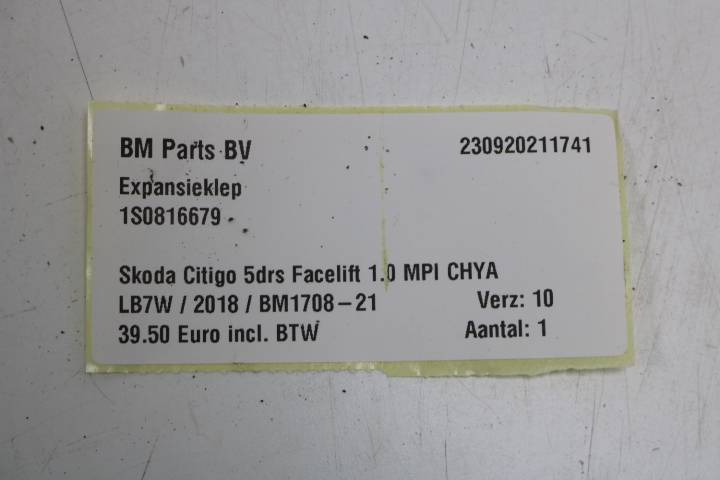 BM Parts BV 230920211741
Expansieklep
1S0816679
Skoda Citigo 5drs Facelift 1.0 MPI CHYA
LB7W / 2018 / BM1708-21 Verz: 10
39.50 Euro incl. BTW Aantal: 1